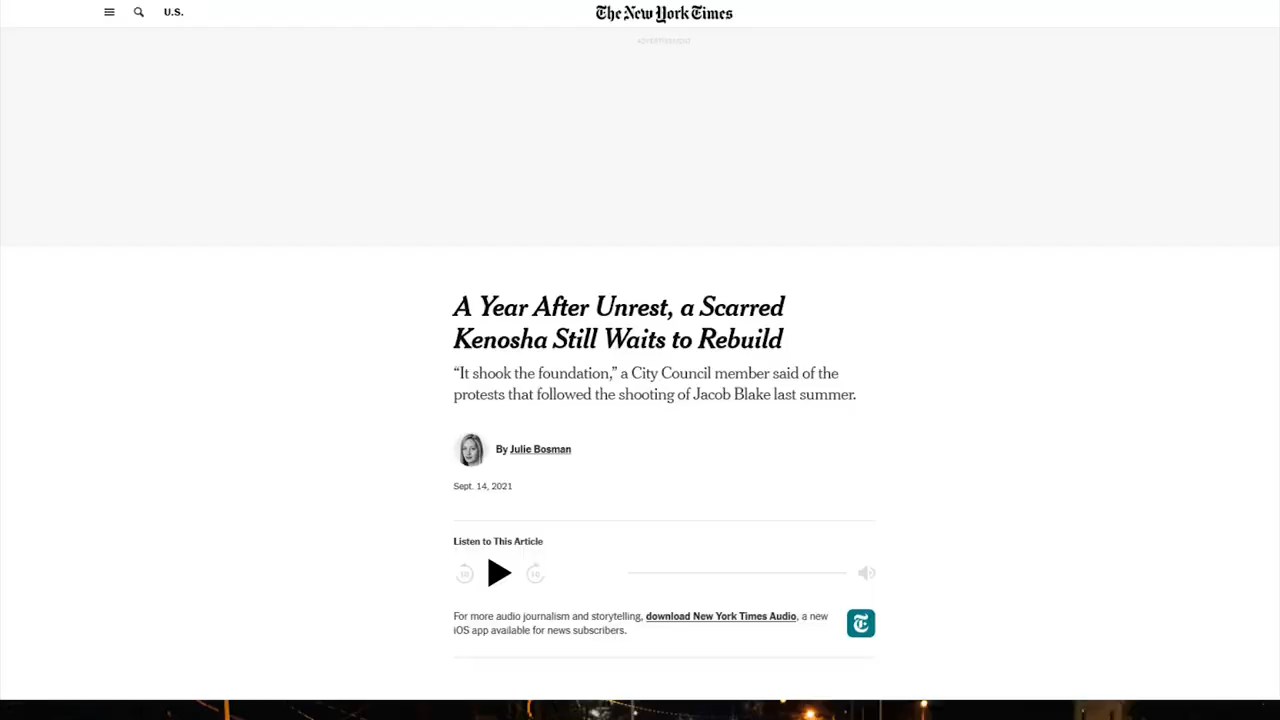 U.S.
The New York Times
ADVERTISEMENT
A Year After Unrest, a Scarred
Kenosha Still Waits to Rebuild
“It shook the foundation,” a City Council member said of the
protests that followed the shooting of Jacob Blake last summer.
By Julie Bosman
Sept. 14, 2021
Listen to This Article
10
10
For more audio journalism and storytelling, download New York Times Audio, a new
iOS app available for news subscribers.
T